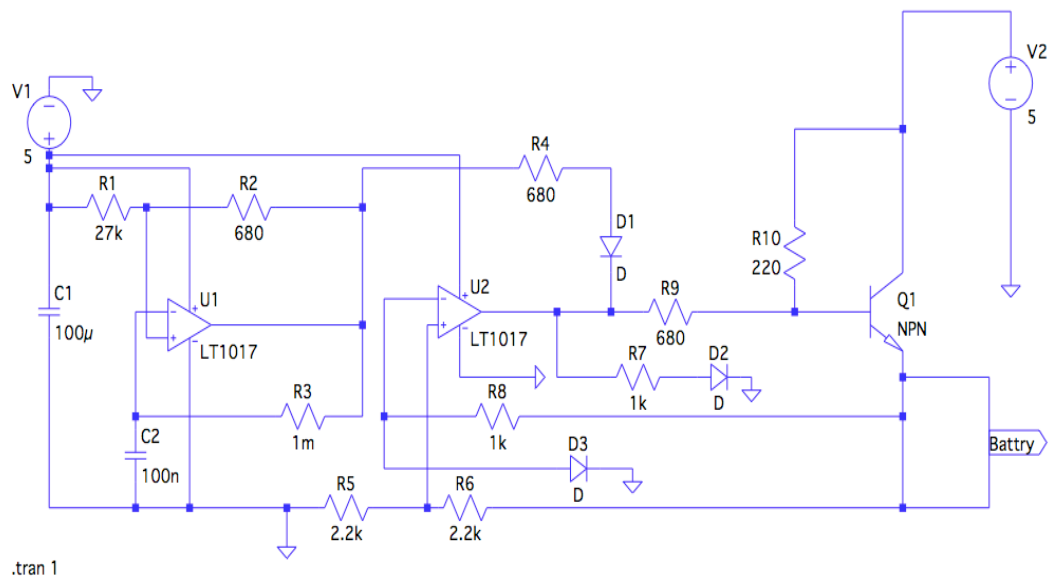 V1
5
R1
27k
R2
680
C1
100µ
U1
LT1017
R3
1m
C2
100n
R4
680
D1
D
U2
LT1017
R9
680
R7
1k
D2
D
R8
1k
D3
D
R5
2.2k
R6
2.2k
R10
220
Q1
NPN
V2
5
Battry
.tran 1